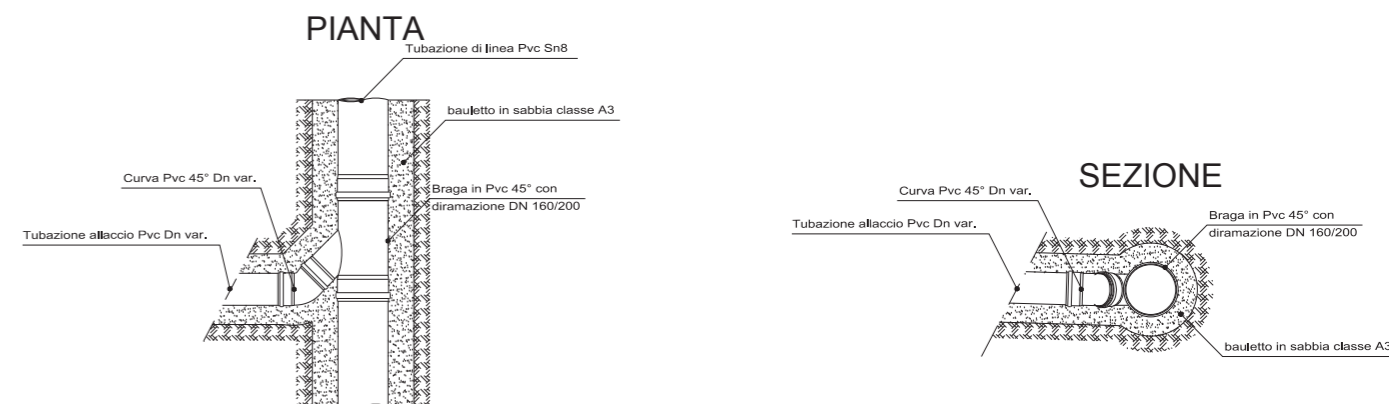 PIANTA
Tubazione di linea Pvc Sn8
bauletto in sabbia classe A3
Curva Pvc 45° Dn var.
Braga in Pvc 45° con
diramazione DN 160/200
Tubazione allaccio Pvc Dn var.
SEZIONE
Curva Pvc 45° Dn var.
Braga in Pvc 45° con
diramazione DN 160/200
Tubazione allaccio Pvc Dn var.
bauletto in sabbia classe A3